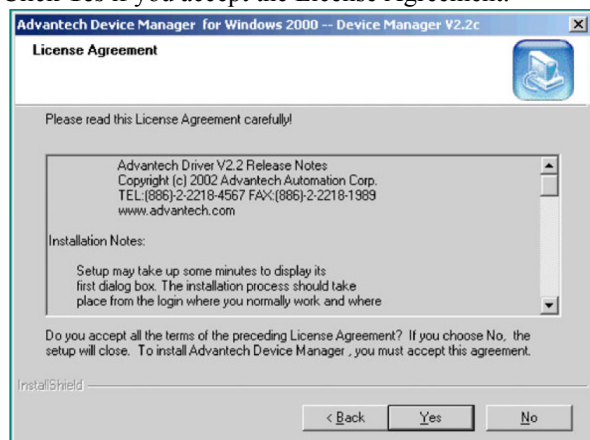 Click Yes if you accept the License Agreement.
Advantech Device Manager for Windows 2000 -- Device Manager V2.2c
License Agreement
Please read this License Agreement carefully!
Advantech Driver V2.2 Release Notes
Copyright (c) 2002 Advantech Automation Corp.
TEL:(886)-2-2218-4567 FAX:(886)-2-2218-1989
www.advantech.com
Installation Notes:
Setup may take up some minutes to display its
first dialog box. The installation process should take
place from the login where you normally work and where
Do you accept all the terms of the preceding License Agreement? If you choose No, the
setup will close. To install Advantech Device Manager , you must accept this agreement.
InstallShield
< Back Yes No